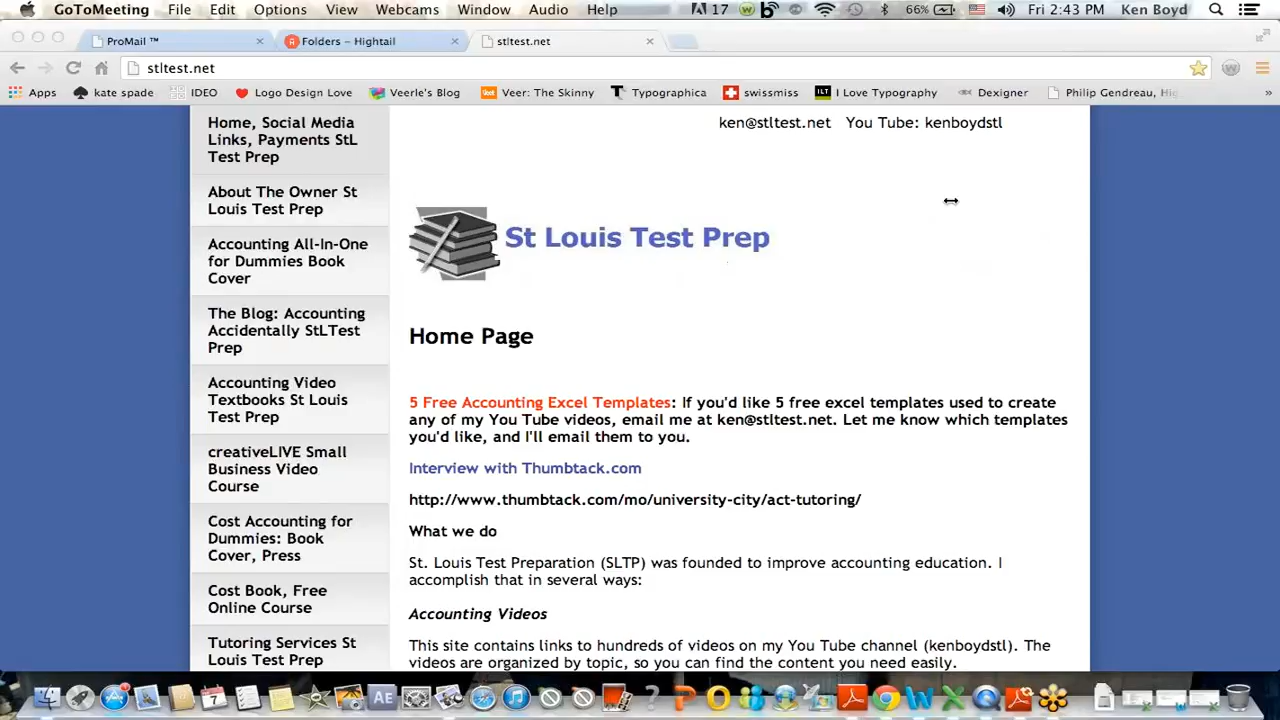 GoToMeeting File Edit Options View Webcams Window Audio Help 17 66% Fri 2:43 PM Ken Boyd
ProMail ™ Folders – Hightail stltest.net
stltest.net
Apps kate spade IDEO Logo Design Love Veerle's Blog Veer: The Skinny Typographica swissmiss I Love Typography Dexigner Philip Gendreau, Hig »
ken@stltest.net You Tube: kenboydstl
Home, Social Media
Links, Payments StL
Test Prep
About The Owner St
Louis Test Prep
Accounting All-In-One
for Dummies Book
Cover
The Blog: Accounting
Accidentally StLTest
Prep
Accounting Video
Textbooks St Louis
Test Prep
creativeLIVE Small
Business Video
Course
Cost Accounting for
Dummies: Book
Cover, Press
Cost Book, Free
Online Course
Tutoring Services St
Louis Test Prep
St Louis Test Prep
Home Page
5 Free Accounting Excel Templates: If you'd like 5 free excel templates used to create
any of my You Tube videos, email me at ken@stltest.net. Let me know which templates
you'd like, and I'll email them to you.
Interview with Thumbtack.com
http://www.thumbtack.com/mo/university-city/act-tutoring/
What we do
St. Louis Test Preparation (SLTP) was founded to improve accounting education. I
accomplish that in several ways:
Accounting Videos
This site contains links to hundreds of videos on my You Tube channel (kenboydstl). The
videos are organized by topic, so you can find the content you need easily.